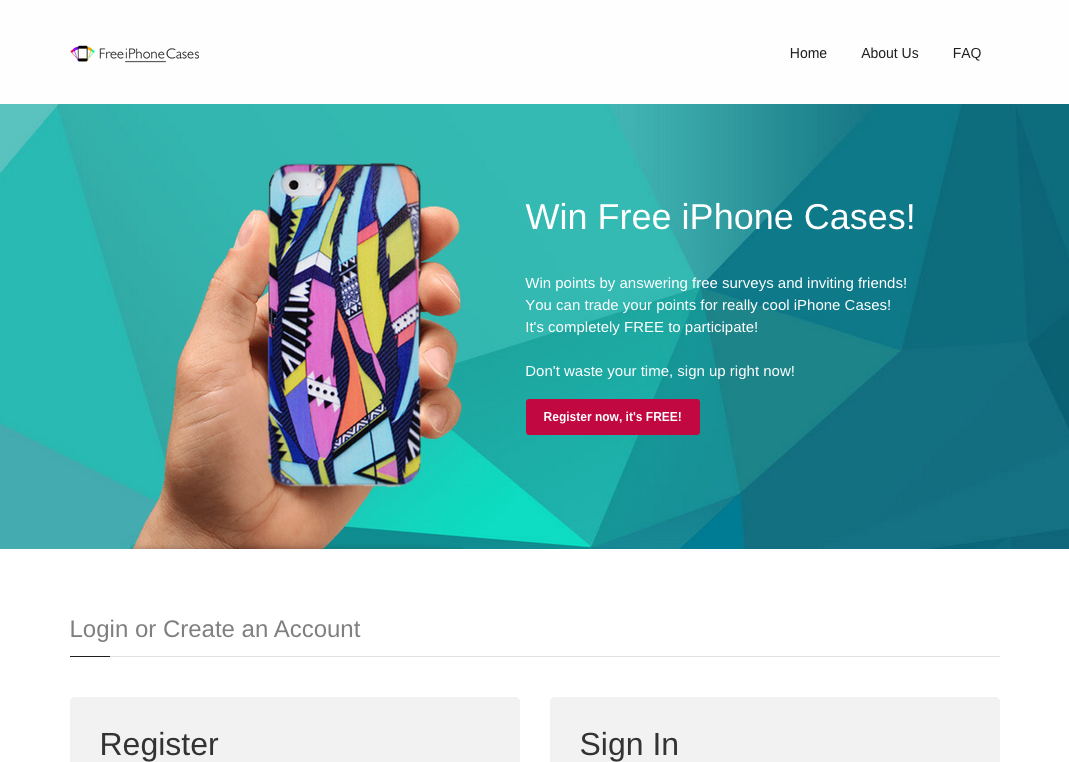 FreeiPhoneCases
Home
About Us
FAQ
Win Free iPhone Cases!
Win points by answering free surveys and inviting friends!
You can trade your points for really cool iPhone Cases!
It's completely FREE to participate!
Don't waste your time, sign up right now!
Register now, it's FREE!
Login or Create an Account
Register
Sign In